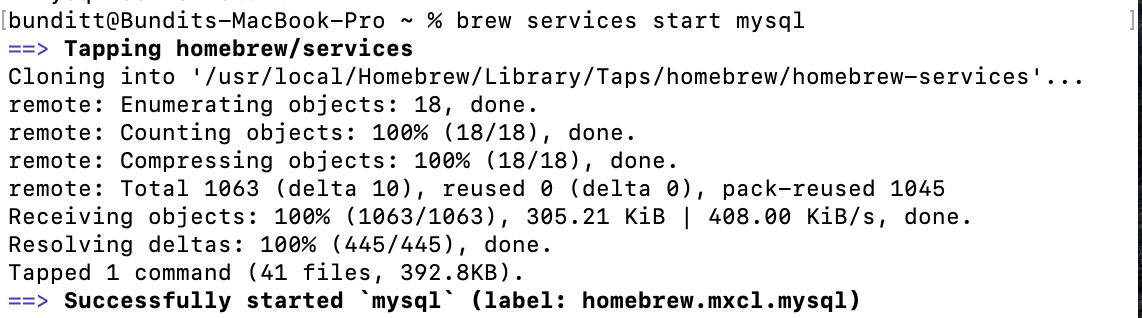 [bunditt@Bundits-MacBook-Pro ~ % brew services start mysql ]
==> Tapping homebrew/services
Cloning into '/usr/local/Homebrew/Library/Taps/homebrew/homebrew-services'...
remote: Enumerating objects: 18, done.
remote: Counting objects: 100% (18/18), done.
remote: Compressing objects: 100% (18/18), done.
remote: Total 1063 (delta 10), reused 0 (delta 0), pack-reused 1045
Receiving objects: 100% (1063/1063), 305.21 KiB | 408.00 KiB/s, done.
Resolving deltas: 100% (445/445), done.
Tapped 1 command (41 files, 392.8KB).
==> Successfully started `mysql` (label: homebrew.mxcl.mysql)